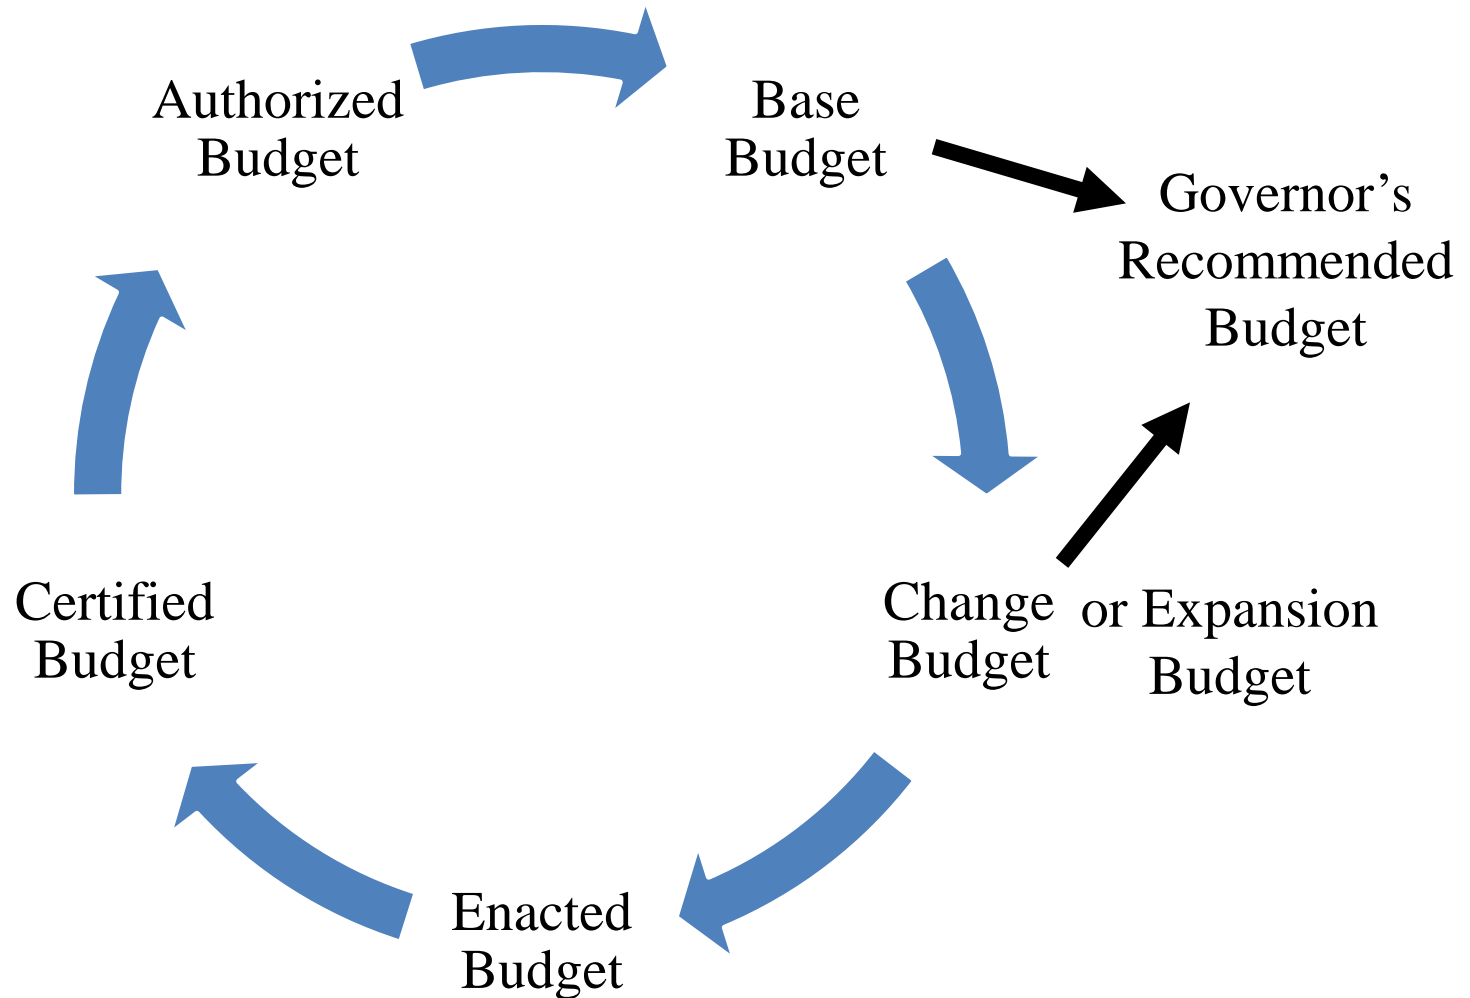 Authorized
Budget
Base
Budget
Governor’s
Recommended
Budget
Change
Budget
or Expansion
Budget
Enacted
Budget
Certified
Budget